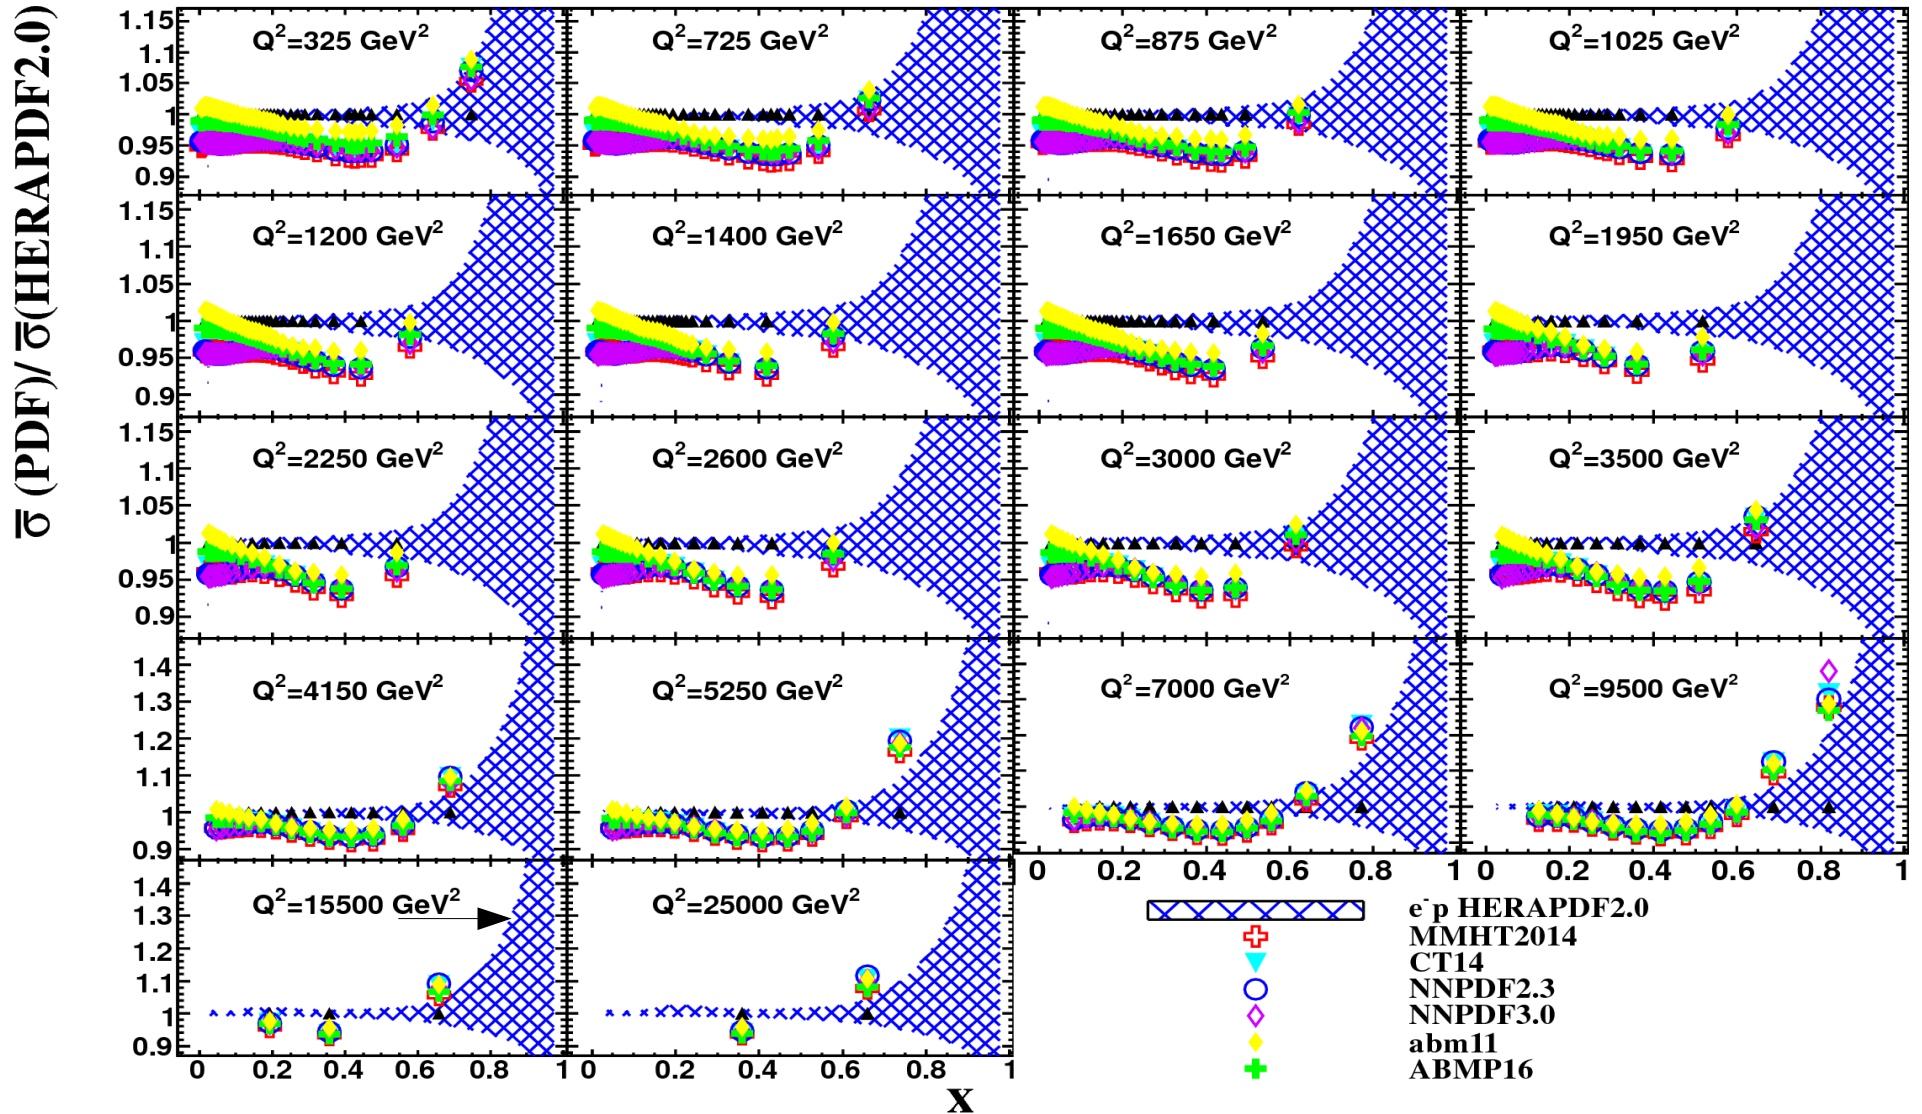 σ̅ (PDF)/ σ̅(HERAPDF2.0)
Q²=325 GeV²
Q²=725 GeV²
Q²=875 GeV²
Q²=1025 GeV²
1.15
1.1
1.05
1
0.95
0.9
Q²=1200 GeV²
Q²=1400 GeV²
Q²=1650 GeV²
Q²=1950 GeV²
1.15
1.1
1.05
1
0.95
0.9
Q²=2250 GeV²
Q²=2600 GeV²
Q²=3000 GeV²
Q²=3500 GeV²
1.15
1.1
1.05
1
0.95
0.9
Q²=4150 GeV²
Q²=5250 GeV²
Q²=7000 GeV²
Q²=9500 GeV²
1.4
1.3
1.2
1.1
1
0.9
0 0.2 0.4 0.6 0.8
0 0.2 0.4 0.6 0.8 1
Q²=15500 GeV²
Q²=25000 GeV²
1.4
1.3
1.2
1.1
1
0.9
0 0.2 0.4 0.6 0.8 1
0.2 0.4 0.6 0.8 1
x
e⁻p HERAPDF2.0
MMHT2014
CT14
NNPDF2.3
NNPDF3.0
abm11
ABMP16